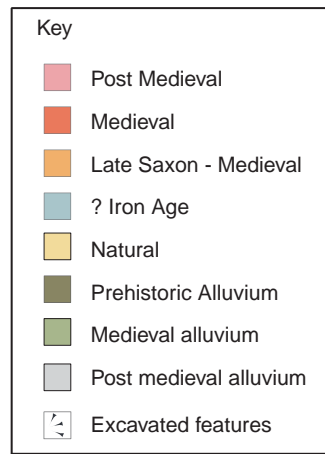 Key
Post Medieval
Medieval
Late Saxon - Medieval
? Iron Age
Natural
Prehistoric Alluvium
Medieval alluvium
Post medieval alluvium
Excavated features